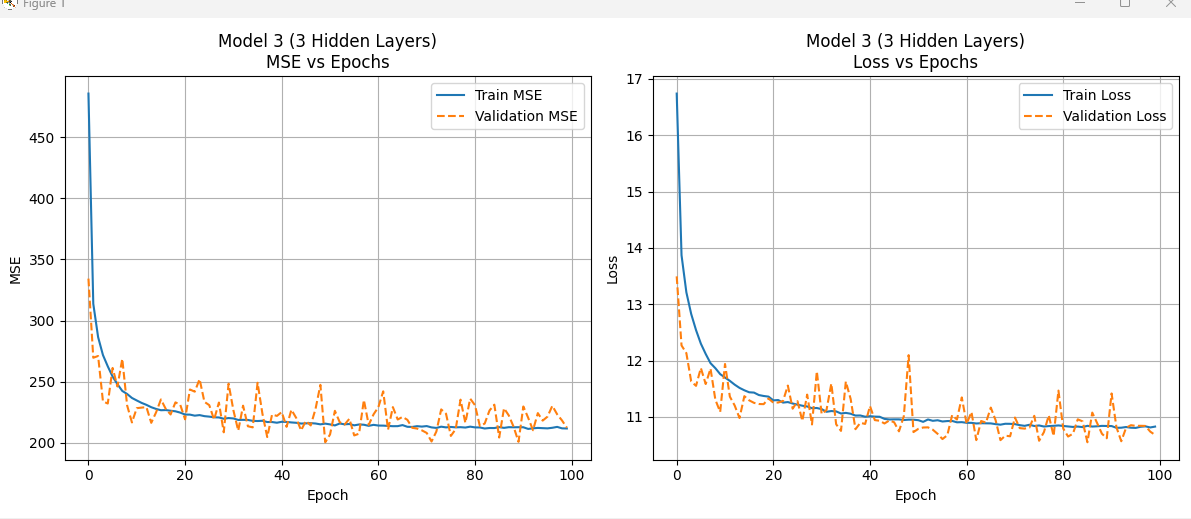 Figure 1
Model 3 (3 Hidden Layers)
MSE vs Epochs
Train MSE
Validation MSE
450
400
350
300
250
200
MSE
0
20
40
60
80
100
Epoch
Model 3 (3 Hidden Layers)
Loss vs Epochs
Train Loss
Validation Loss
17
16
15
14
13
12
11
Loss
0
20
40
60
80
100
Epoch